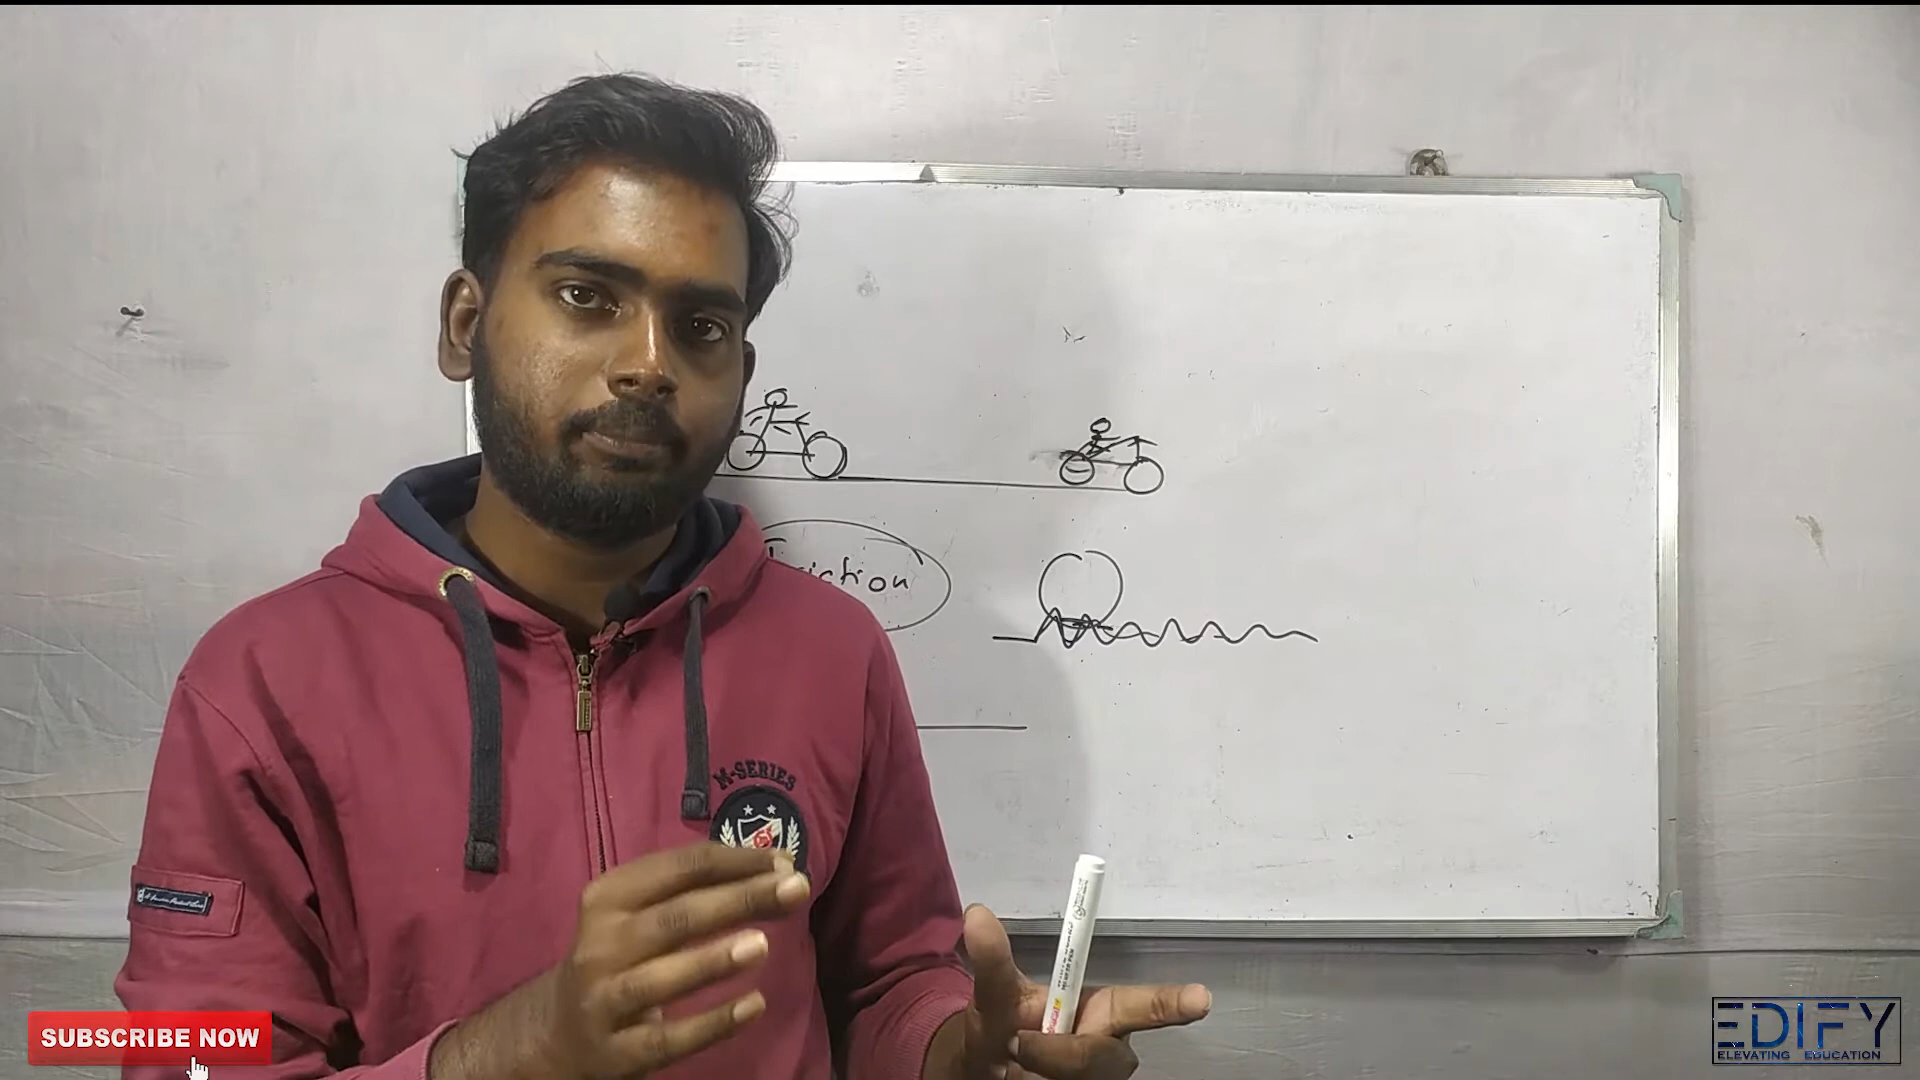 riction
M-SERIES
SUBSCRIBE NOW
EDIFY
ELEVATING EDUCATION